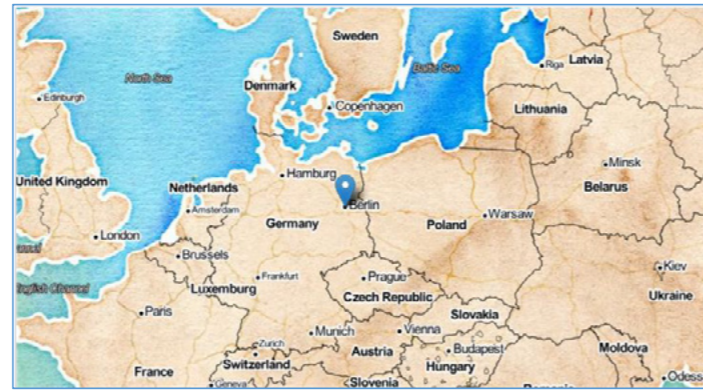 Sweden
North Sea
Baltic Sea
Riga
Latvia
Denmark
Edinburgh
Copenhagen
Lithuania
Minsk
United Kingdom
Netherlands
Hamburg
Belarus
Amsterdam
Berlin
London
Germany
Poland
Warsaw
Brussels
Kiev
English Channel
Luxemburg
Frankfurt
Prague
Czech Republic
Ukraine
Paris
Slovakia
Munich
Vienna
Zurich
Budapest
Moldova
France
Switzerland
Austria
Hungary
Geneva
Slovenia
Odess